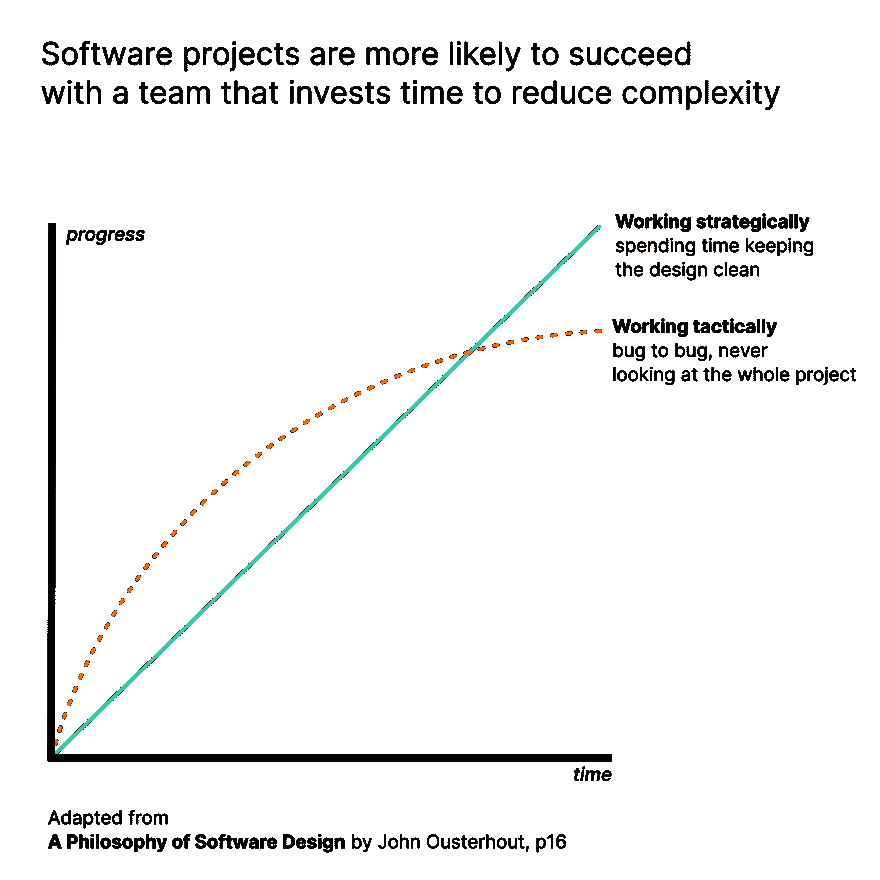 Software projects are more likely to succeed
with a team that invests time to reduce complexity
progress
Working strategically
spending time keeping
the design clean
Working tactically
bug to bug, never
looking at the whole project
time
Adapted from
A Philosophy of Software Design by John Ousterhout, p16